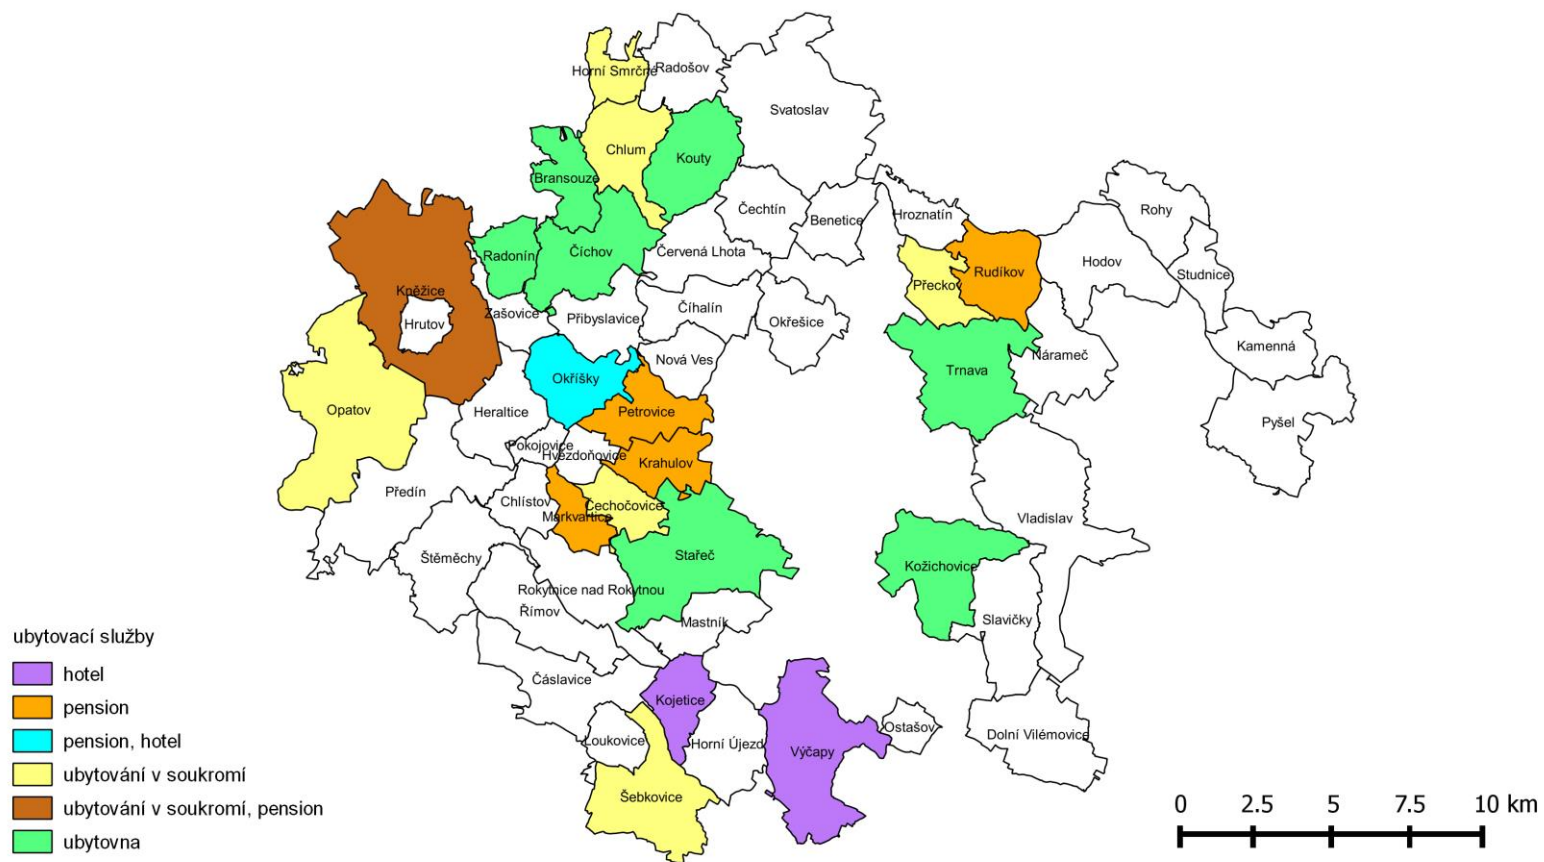 Horní Smrčné
Radošov
Svatoslav
Chlum
Kouty
Bransouze
Čechtín
Benetice
Hroznatín
Rohy
Radonín
Číchov
Červená Lhota
Přeckov
Rudíkov
Hodov
Studnice
Kněžice
Hrutov
Zašovice
Přibyslavice
Číhalín
Okřešice
Kamenná
Nová Ves
Nárameč
Okříšky
Trnava
Opatov
Heraltice
Petrovice
Pyšel
Pokojovice
Hvězdoňovice
Krahulov
Předín
Chlístov
Markvartice
Čechočovice
Vladislav
Štěměchy
Stařeč
Kožichovice
Rokytnice nad Rokytnou
Římov
Mastník
Slavičky
Čáslavice
Kojetice
Loukovice
Horní Újezd
Výčapy
Ostašov
Dolní Vilémovice
Šebkovice
ubytovací služby
hotel
pension
pension, hotel
ubytování v soukromí
ubytování v soukromí, pension
ubytovna
0 2.5 5 7.5 10 km